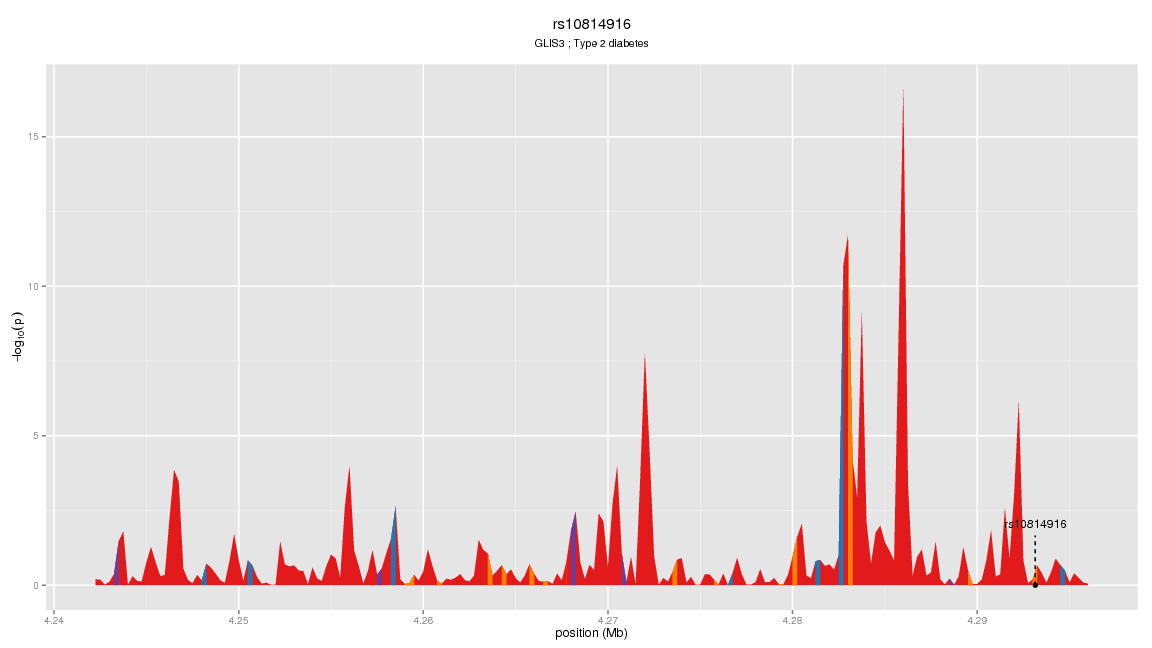 rs10814916
GLIS3 ; Type 2 diabetes
15
10
5
0
−log10(p)
rs10814916
4.24 4.25 4.26 4.27 4.28 4.29
position (Mb)